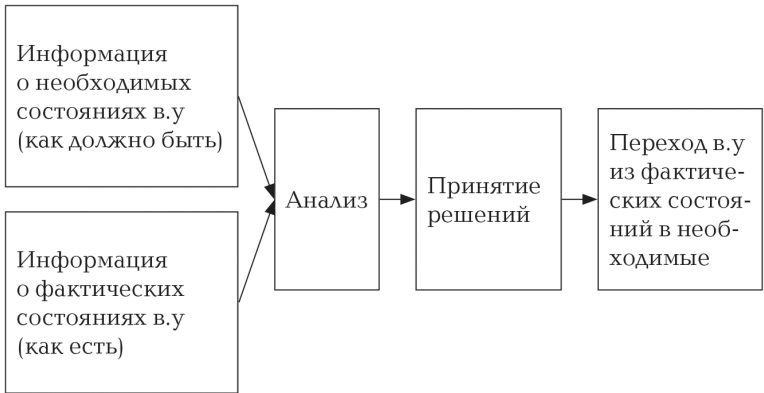 Информация
о необходимых
состояниях в.у
(как должно быть)
Информация
о фактических
состояниях в.у
(как есть)
Анализ
Принятие
решений
Переход в.у
из фактиче-
ских состоя-
ний в необ-
ходимые